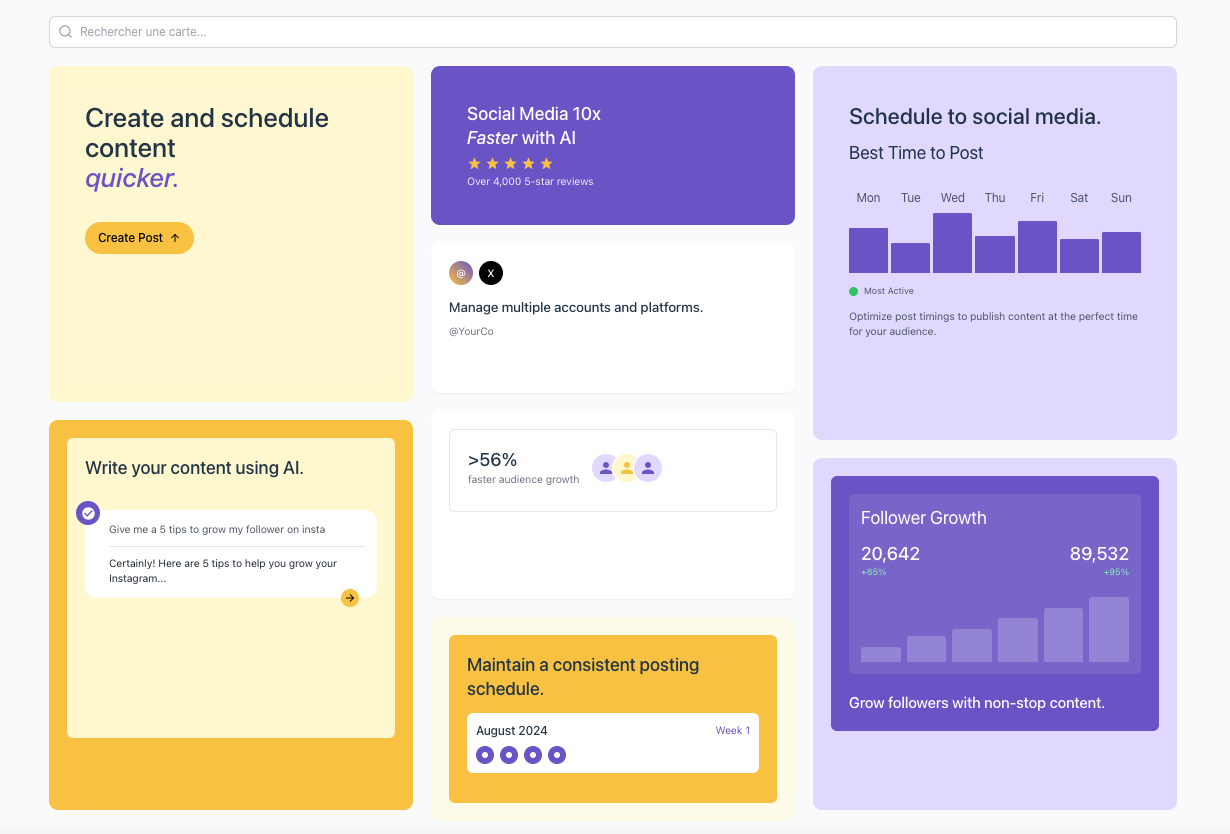 Rechercher une carte...
Create and schedule
content
quicker.
Create Post ↑
Write your content using AI.
Give me a 5 tips to grow my follower on insta
Certainly! Here are 5 tips to help you grow your
Instagram...
Social Media 10x
Faster with AI
Over 4,000 5-star reviews
@ X
Manage multiple accounts and platforms.
@YourCo
>56%
faster audience growth
Maintain a consistent posting
schedule.
August 2024 Week 1
Schedule to social media.
Best Time to Post
Mon Tue Wed Thu Fri Sat Sun
Most Active
Optimize post timings to publish content at the perfect time
for your audience.
Follower Growth
20,642 89,532
+85% +95%
Grow followers with non-stop content.